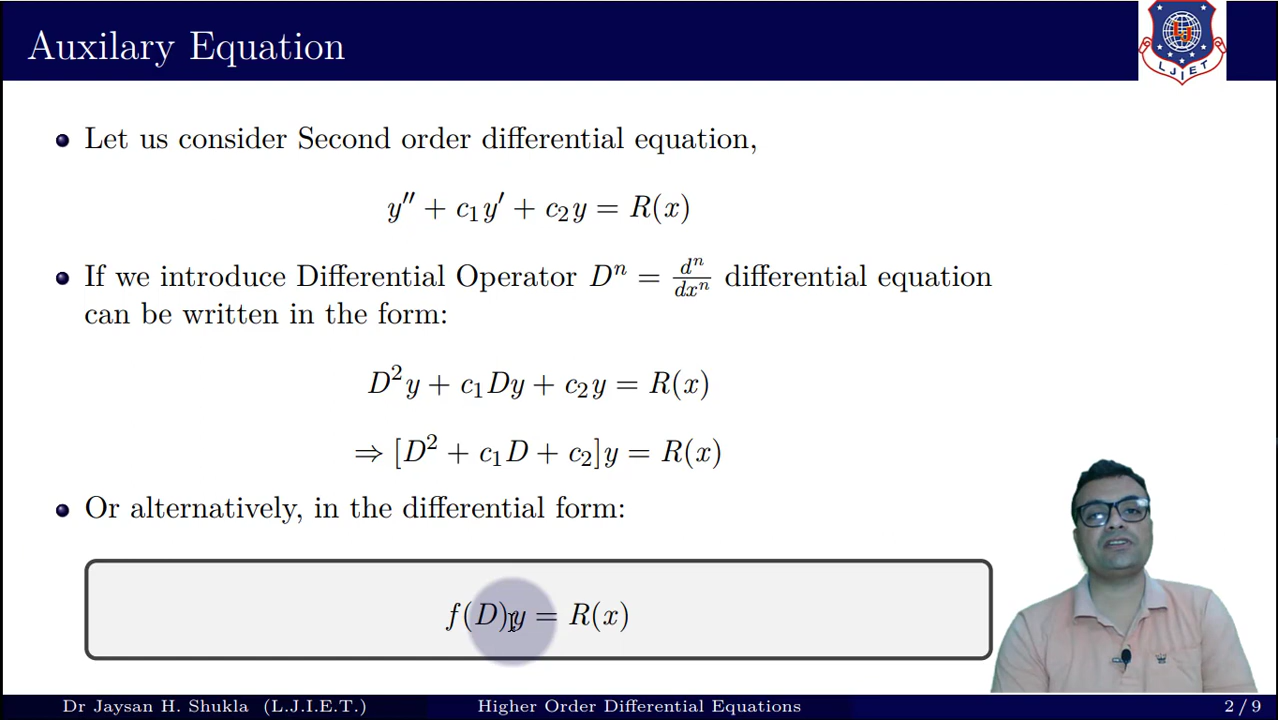 Auxilary Equation
LJ
LJIET
Let us consider Second order differential equation,
y″ + c₁y′ + c₂y = R(x)
If we introduce Differential Operator Dⁿ = dⁿ/dxⁿ differential equation
can be written in the form:
D²y + c₁Dy + c₂y = R(x)
⇒ [D² + c₁D + c₂]y = R(x)
Or alternatively, in the differential form:
f(D)y = R(x)
Dr Jaysan H. Shukla (L.J.I.E.T.) Higher Order Differential Equations 2 / 9